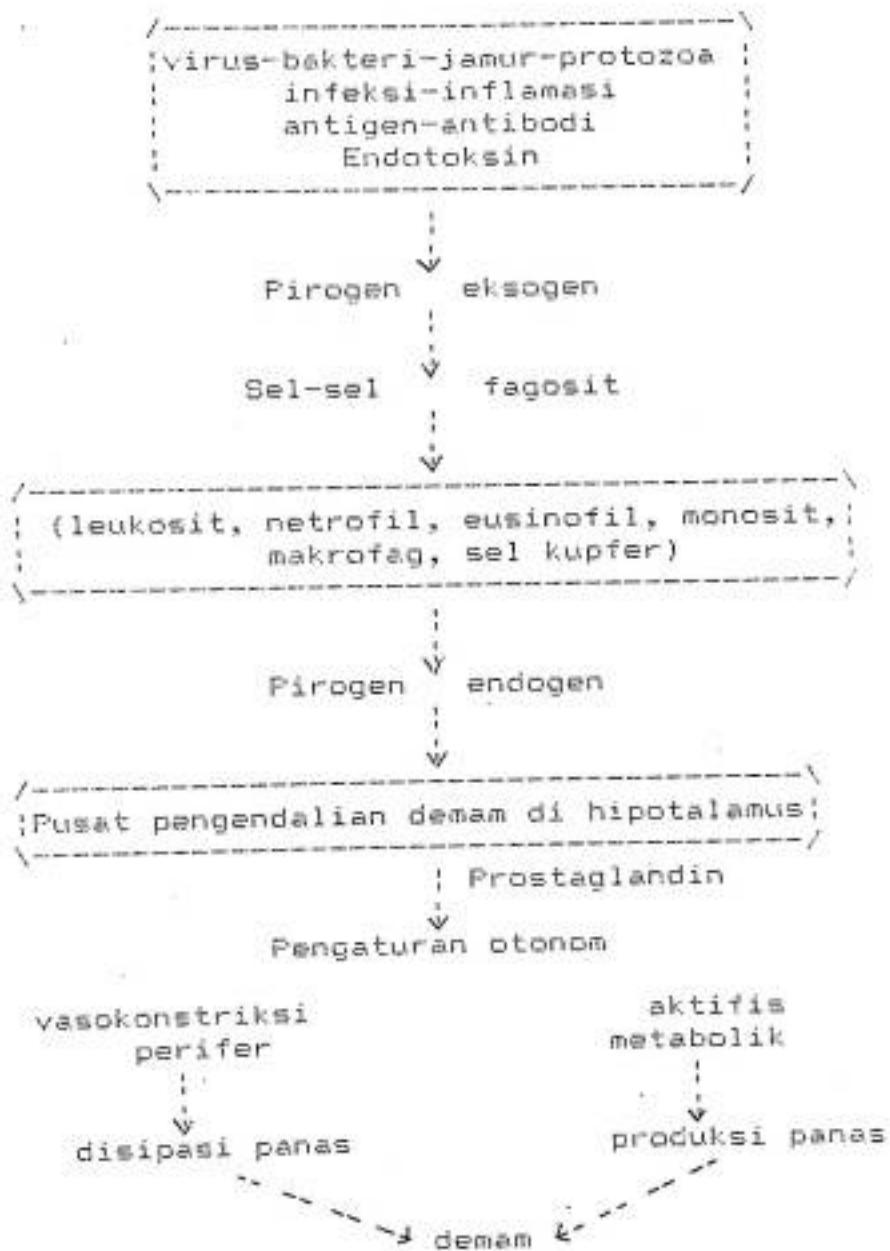 virus-bakteri-jamur-protozoa
infeksi-inflamasi
antigen-antibodi
Endotoksin
Pirogen eksogen
Sel-sel fagosit
(leukosit, netrofil, eusinofil, monosit,
makrofag, sel kupfer)
Pirogen endogen
Pusat pengendalian demam di hipotalamus
Prostaglandin
Pengaturan otonom
vasokonstriksi
perifer
aktifis
metabolik
disipasi panas
produksi panas
demam